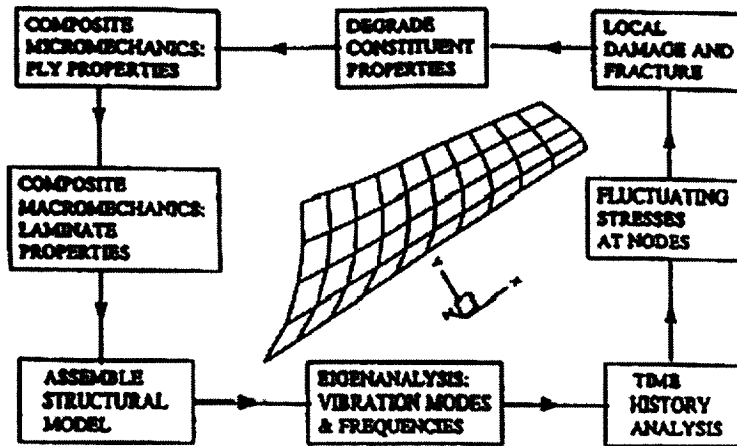 COMPOSITE
MICROMECHANICS:
PLY PROPERTIES
DEGRADE
CONSTITUENT
PROPERTIES
LOCAL
DAMAGE AND
FRACTURE
COMPOSITE
MACROMECHANICS:
LAMINATE
PROPERTIES
FLUCTUATING
STRESSES
AT NODES
ASSEMBLE
STRUCTURAL
MODEL
EIGENANALYSIS:
VIBRATION MODES
& FREQUENCIES
TIME
HISTORY
ANALYSIS